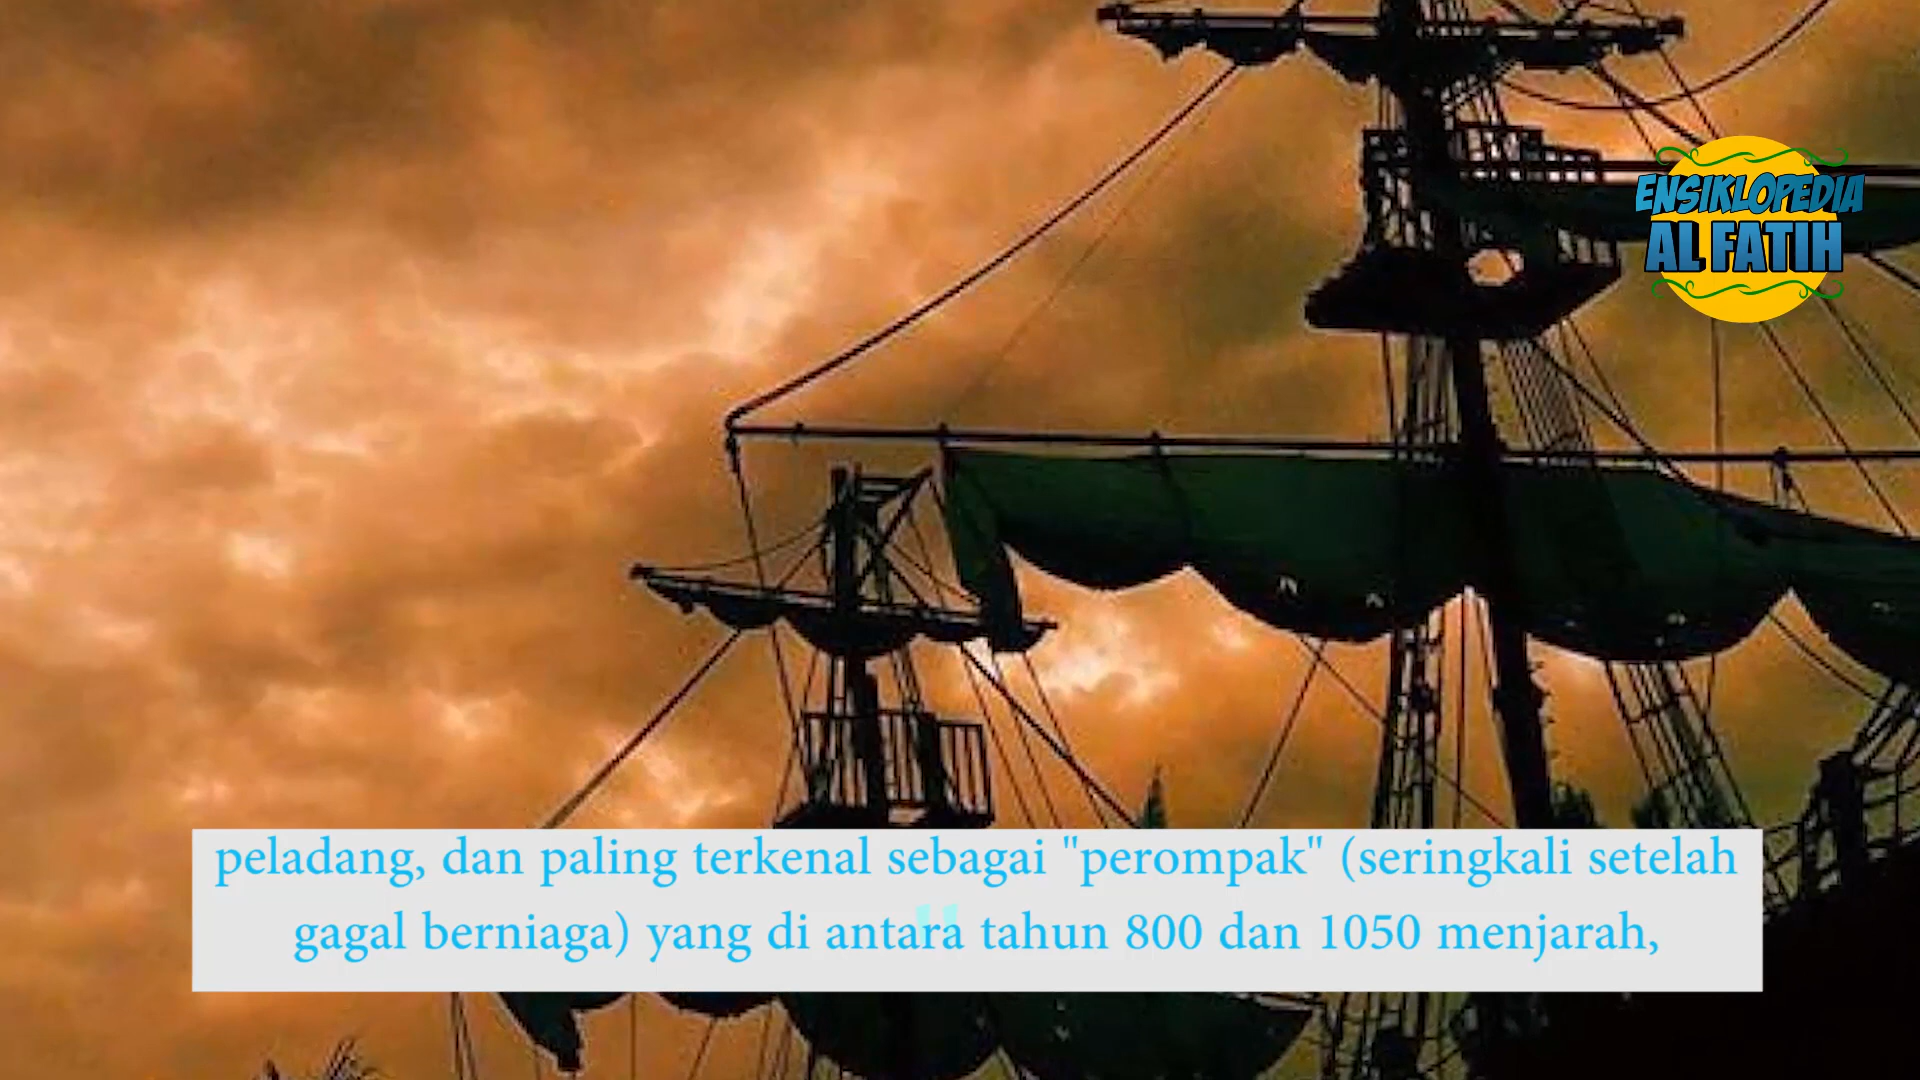 ENSIKLOPEDIA
AL FATIH
peladang, dan paling terkenal sebagai "perompak" (seringkali setelah
gagal berniaga) yang di antara tahun 800 dan 1050 menjarah,